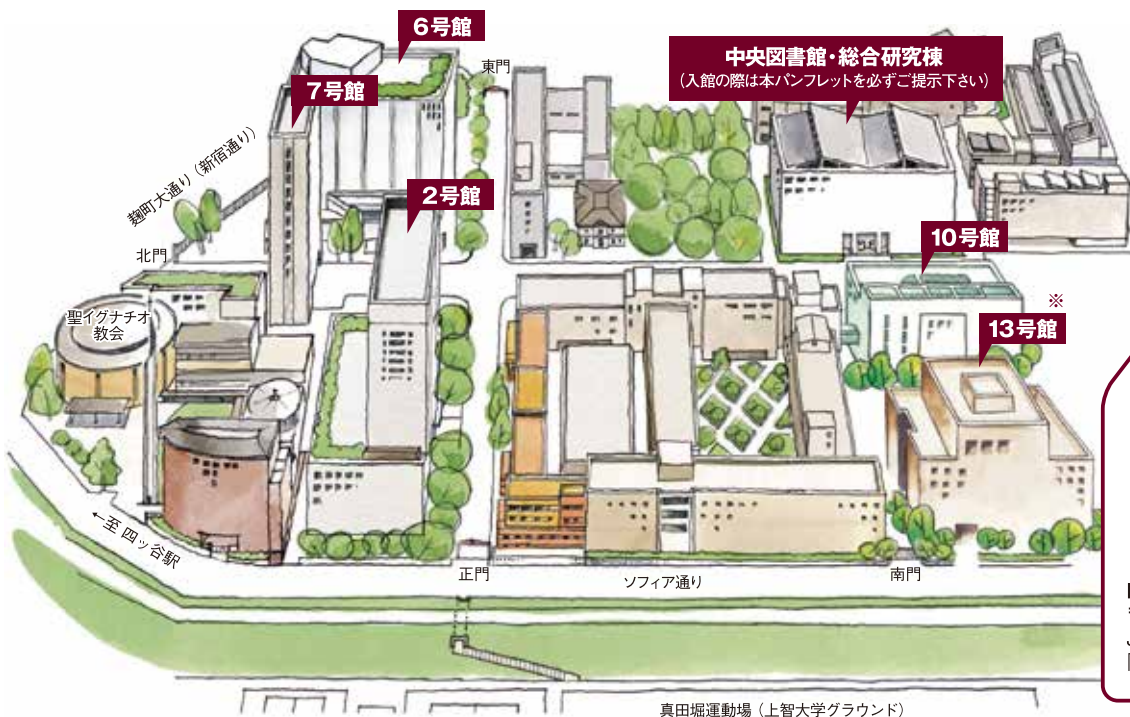 6号館
中央図書館・総合研究棟
(入館の際は本パンフレットを必ずご提示下さい)
東門
7号館
麹町大通り(新宿通り)
2号館
北門
10号館
聖イグナチオ
教会
※
13号館
←至 四ッ谷駅
正門
ソフィア通り
南門
真田堀運動場(上智大学グラウンド)